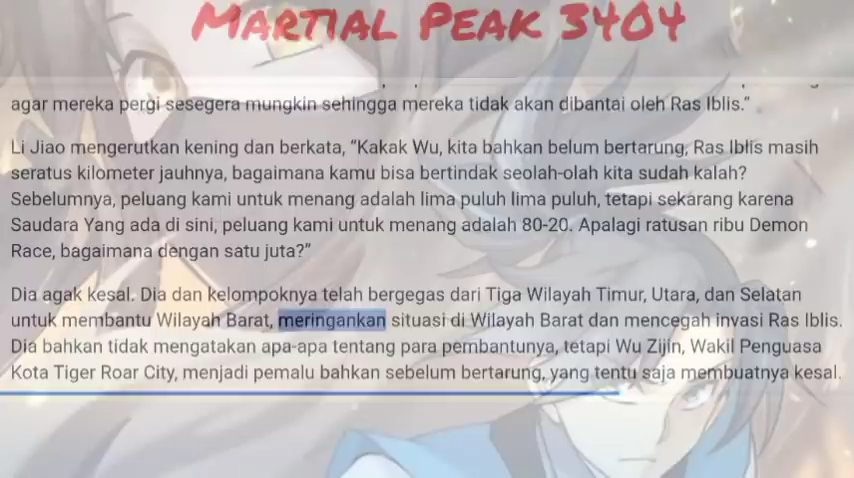 MARTIAL PEAK 3404
agar mereka pergi sesegera mungkin sehingga mereka tidak akan dibantai oleh Ras Iblis.”
Li Jiao mengerutkan kening dan berkata, “Kakak Wu, kita bahkan belum bertarung, Ras Iblis masih
seratus kilometer jauhnya, bagaimana kamu bisa bertindak seolah-olah kita sudah kalah?
Sebelumnya, peluang kami untuk menang adalah lima puluh lima puluh, tetapi sekarang karena
Saudara Yang ada di sini, peluang kami untuk menang adalah 80-20. Apalagi ratusan ribu Demon
Race, bagaimana dengan satu juta?”
Dia agak kesal. Dia dan kelompoknya telah bergegas dari Tiga Wilayah Timur, Utara, dan Selatan
untuk membantu Wilayah Barat, meringankan situasi di Wilayah Barat dan mencegah invasi Ras Iblis.
Dia bahkan tidak mengatakan apa-apa tentang para pembantunya, tetapi Wu Zijin, Wakil Penguasa
Kota Tiger Roar City, menjadi pemalu bahkan sebelum bertarung, yang tentu saja membuatnya kesal.